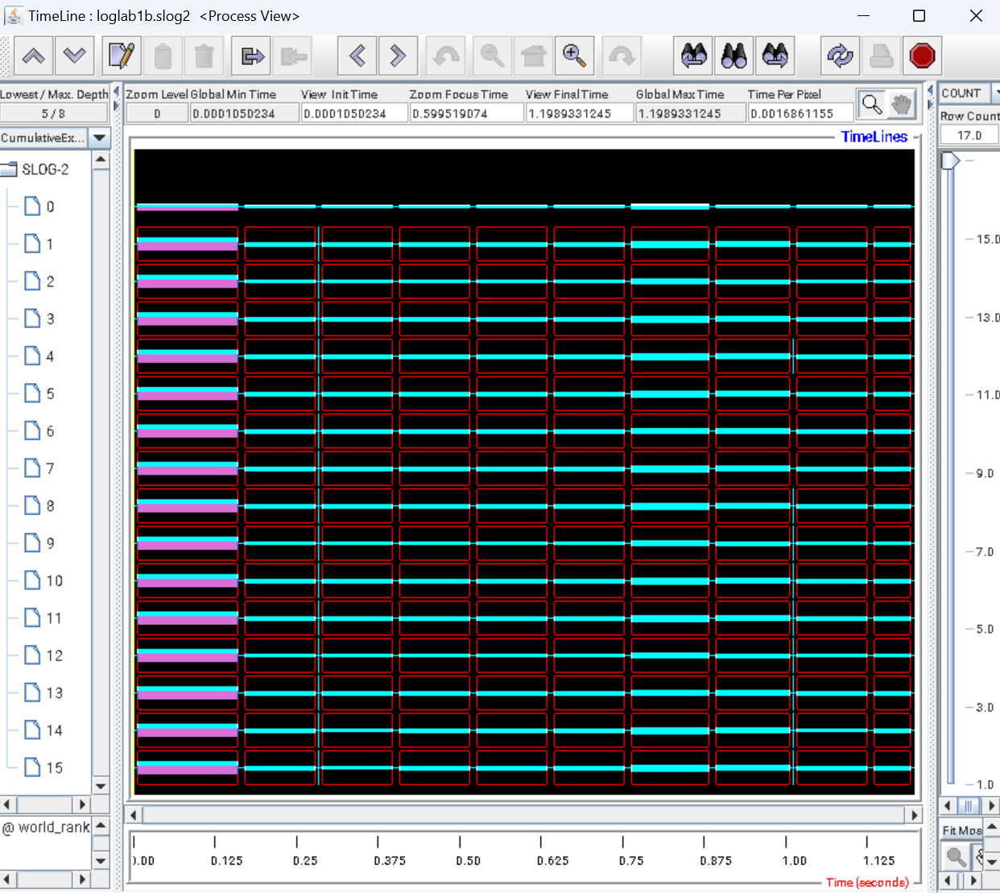 TimeLine : loglab1b.slog2 <Process View>
Lowest / Max. Depth
5 / 8
Zoom Level
0
Global Min Time
0.0001050234
View Init Time
0.0001050234
Zoom Focus Time
0.599519074
View Final Time
1.1989331245
Global Max Time
1.1989331245
Time Per Pixel
0.0016861155
COUNT
Row Count
17.0
CumulativeEx...
TimeLines
SLOG-2
0
1
2
3
4
5
6
7
8
9
10
11
12
13
14
15
15.0
13.0
11.0
9.0
7.0
5.0
3.0
1.0
@ world_rank
Fit Mos
0.00 0.125 0.25 0.375 0.50 0.625 0.75 0.875 1.00 1.125
Time (seconds)